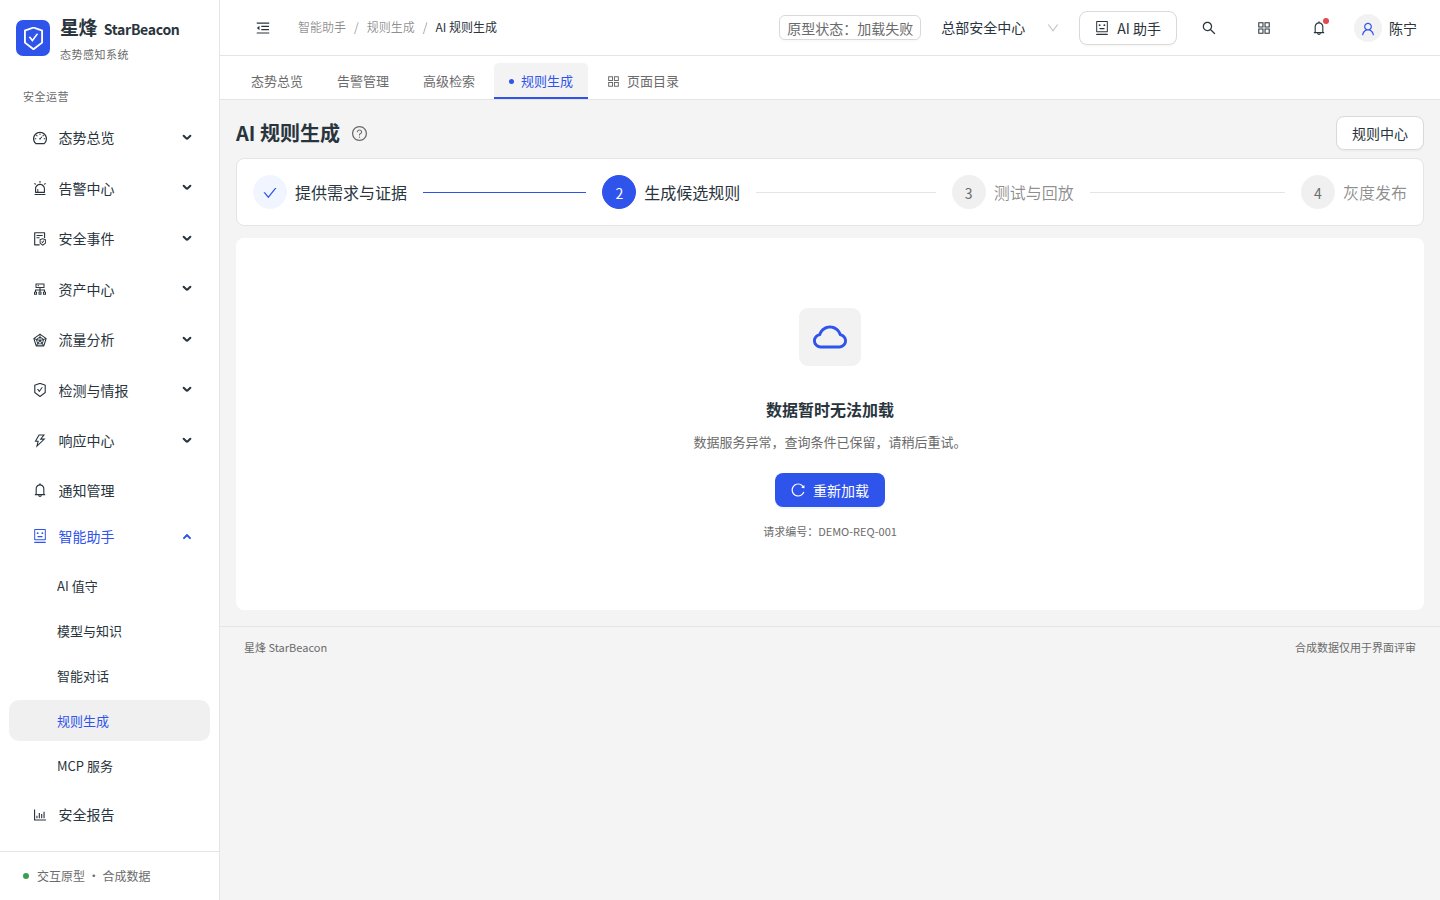 星烽 StarBeacon
态势感知系统
安全运营
态势总览
告警中心
安全事件
资产中心
流量分析
检测与情报
响应中心
通知管理
智能助手
AI 值守
模型与知识
智能对话
规则生成
MCP 服务
安全报告
交互原型 · 合成数据
智能助手 / 规则生成 / AI 规则生成
原型状态：加载失败
总部安全中心
AI 助手
陈宁
态势总览
告警管理
高级检索
规则生成
页面目录
AI 规则生成
规则中心
提供需求与证据
2 生成候选规则
3 测试与回放
4 灰度发布
数据暂时无法加载
数据服务异常，查询条件已保留，请稍后重试。
重新加载
请求编号：DEMO-REQ-001
星烽 StarBeacon
合成数据仅用于界面评审